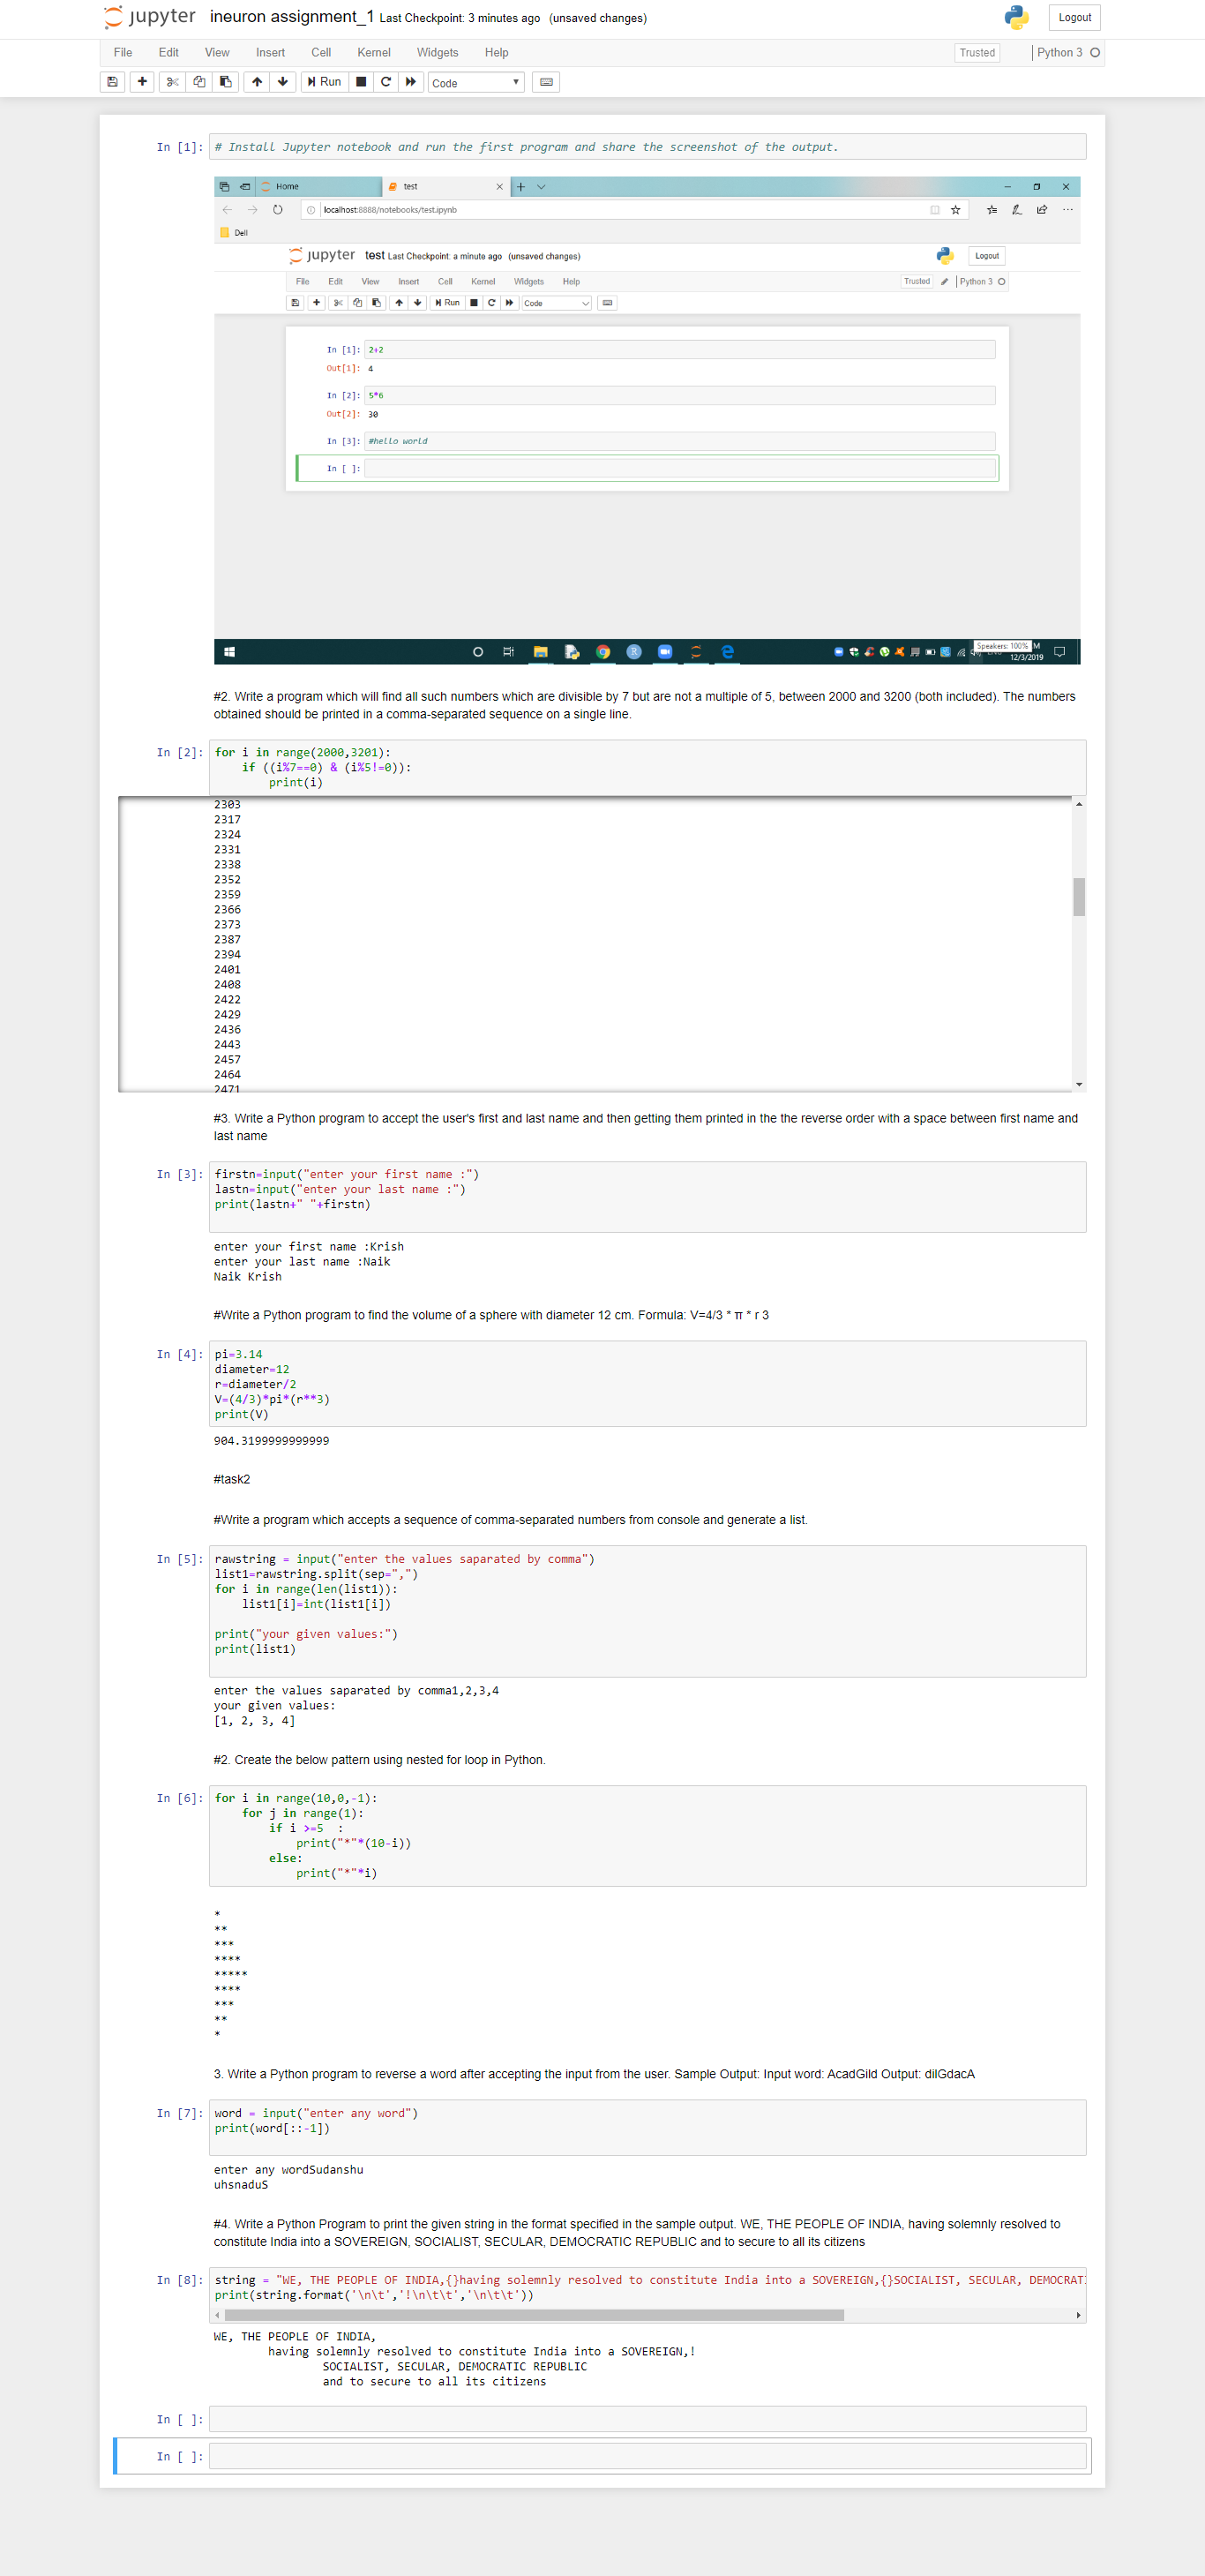 jupyter ineuron assignment_1 Last Checkpoint: 3 minutes ago (unsaved changes) Logout
File Edit View Insert Cell Kernel Widgets Help Trusted Python 3
Run Code
In [1]: # Install Jupyter notebook and run the first program and share the screenshot of the output.
Home test
localhost:8888/notebooks/test.ipynb
Dell
jupyter test Last Checkpoint: a minute ago (unsaved changes) Logout
File Edit View Insert Cell Kernel Widgets Help Trusted Python 3
Run Code
In [1]: 2+2
Out[1]: 4
In [2]: 5*6
Out[2]: 30
In [3]: #hello world
In [ ]:
Speakers: 100%
12/3/2019
#2. Write a program which will find all such numbers which are divisible by 7 but are not a multiple of 5, between 2000 and 3200 (both included). The numbers
obtained should be printed in a comma-separated sequence on a single line.
In [2]: for i in range(2000,3201):
if ((i%7==0) & (i%5!=0)):
print(i)
2303
2317
2324
2331
2338
2352
2359
2366
2373
2387
2394
2401
2408
2422
2429
2436
2443
2457
2464
2471
#3. Write a Python program to accept the user's first and last name and then getting them printed in the the reverse order with a space between first name and
last name
In [3]: firstn=input("enter your first name :")
lastn=input("enter your last name :")
print(lastn+" "+firstn)
enter your first name :Krish
enter your last name :Naik
Naik Krish
#Write a Python program to find the volume of a sphere with diameter 12 cm. Formula: V=4/3 * π * r 3
In [4]: pi=3.14
diameter=12
r=diameter/2
V=(4/3)*pi*(r**3)
print(V)
904.3199999999999
#task2
#Write a program which accepts a sequence of comma-separated numbers from console and generate a list.
In [5]: rawstring = input("enter the values saparated by comma")
list1=rawstring.split(sep=",")
for i in range(len(list1)):
list1[i]=int(list1[i])
print("your given values:")
print(list1)
enter the values saparated by comma1,2,3,4
your given values:
[1, 2, 3, 4]
#2. Create the below pattern using nested for loop in Python.
In [6]: for i in range(10,0,-1):
for j in range(1):
if i >=5 :
print("*"*(10-i))
else:
print("*"*i)
*
**
***
****
*****
****
***
**
*
3. Write a Python program to reverse a word after accepting the input from the user. Sample Output: Input word: AcadGild Output: dilGdacA
In [7]: word = input("enter any word")
print(word[::-1])
enter any wordSudanshu
uhsnaduS
#4. Write a Python Program to print the given string in the format specified in the sample output. WE, THE PEOPLE OF INDIA, having solemnly resolved to
constitute India into a SOVEREIGN, SOCIALIST, SECULAR, DEMOCRATIC REPUBLIC and to secure to all its citizens
In [8]: string = "WE, THE PEOPLE OF INDIA,{}having solemnly resolved to constitute India into a SOVEREIGN,{}SOCIALIST, SECULAR, DEMOCRAT
print(string.format('\n\t','!\n\t\t','\n\t\t'))
WE, THE PEOPLE OF INDIA,
having solemnly resolved to constitute India into a SOVEREIGN,!
SOCIALIST, SECULAR, DEMOCRATIC REPUBLIC
and to secure to all its citizens
In [ ]:
In [ ]: